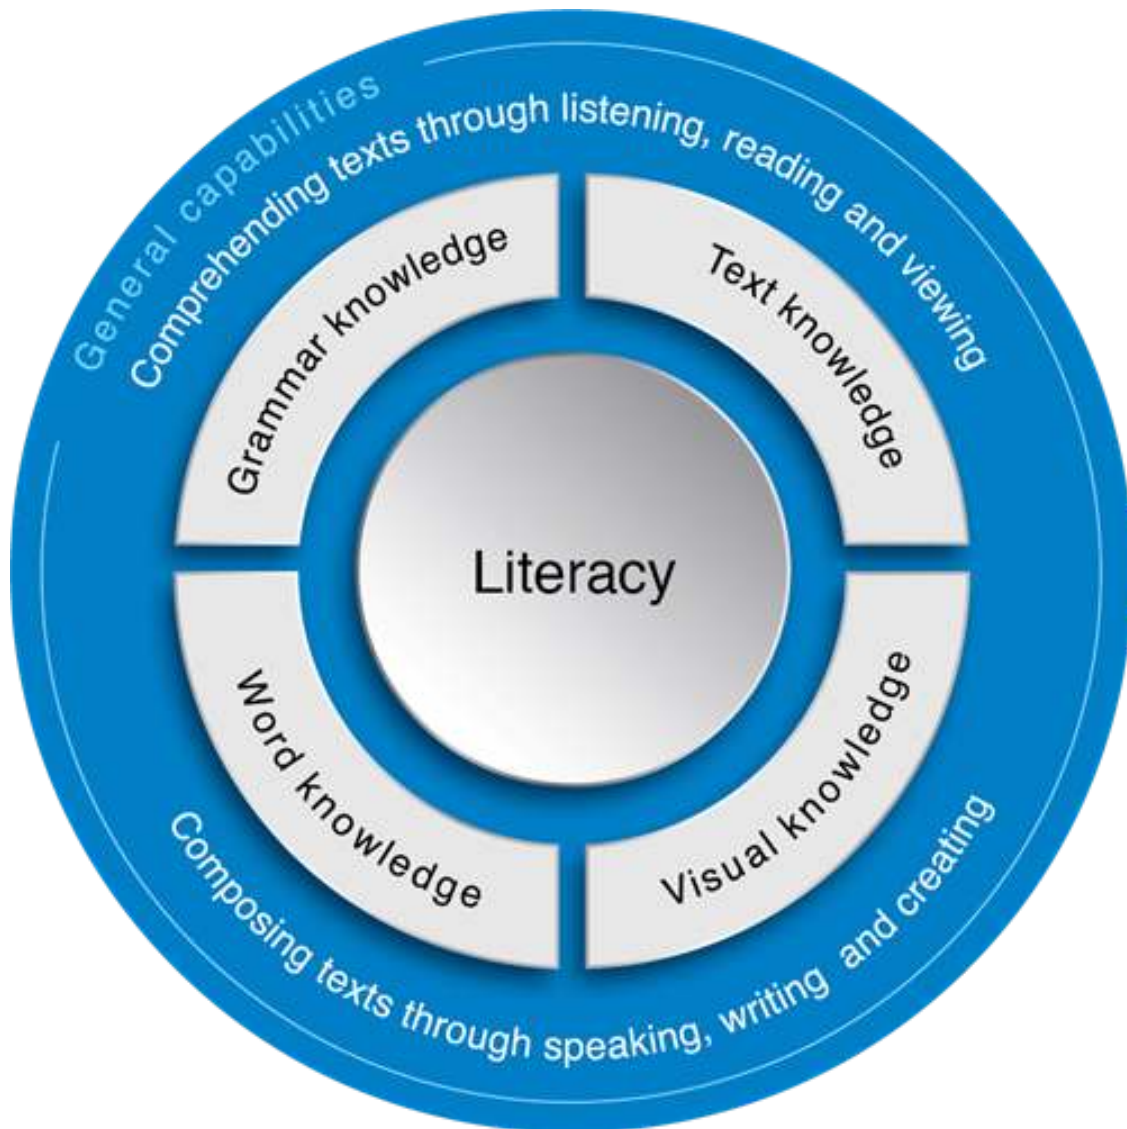 General capabilities
Comprehending texts through listening, reading and viewing
Grammar knowledge
Text knowledge
Literacy
Word knowledge
Visual knowledge
Composing texts through speaking, writing and creating